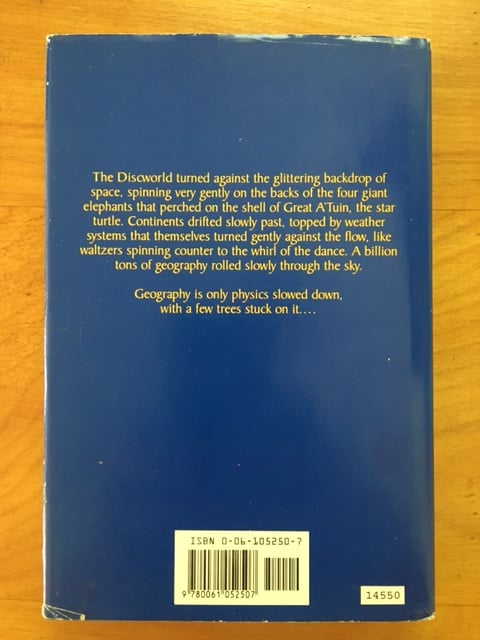 The Discworld turned against the glittering backdrop of
space, spinning very gently on the backs of the four giant
elephants that perched on the shell of Great A'Tuin, the star
turtle. Continents drifted slowly past, topped by weather
systems that themselves turned gently against the flow, like
waltzers spinning counter to the whirl of the dance. A billion
tons of geography rolled slowly through the sky.
Geography is only physics slowed down,
with a few trees stuck on it....
ISBN 0-06-105250-7
9 780061 052507
14550